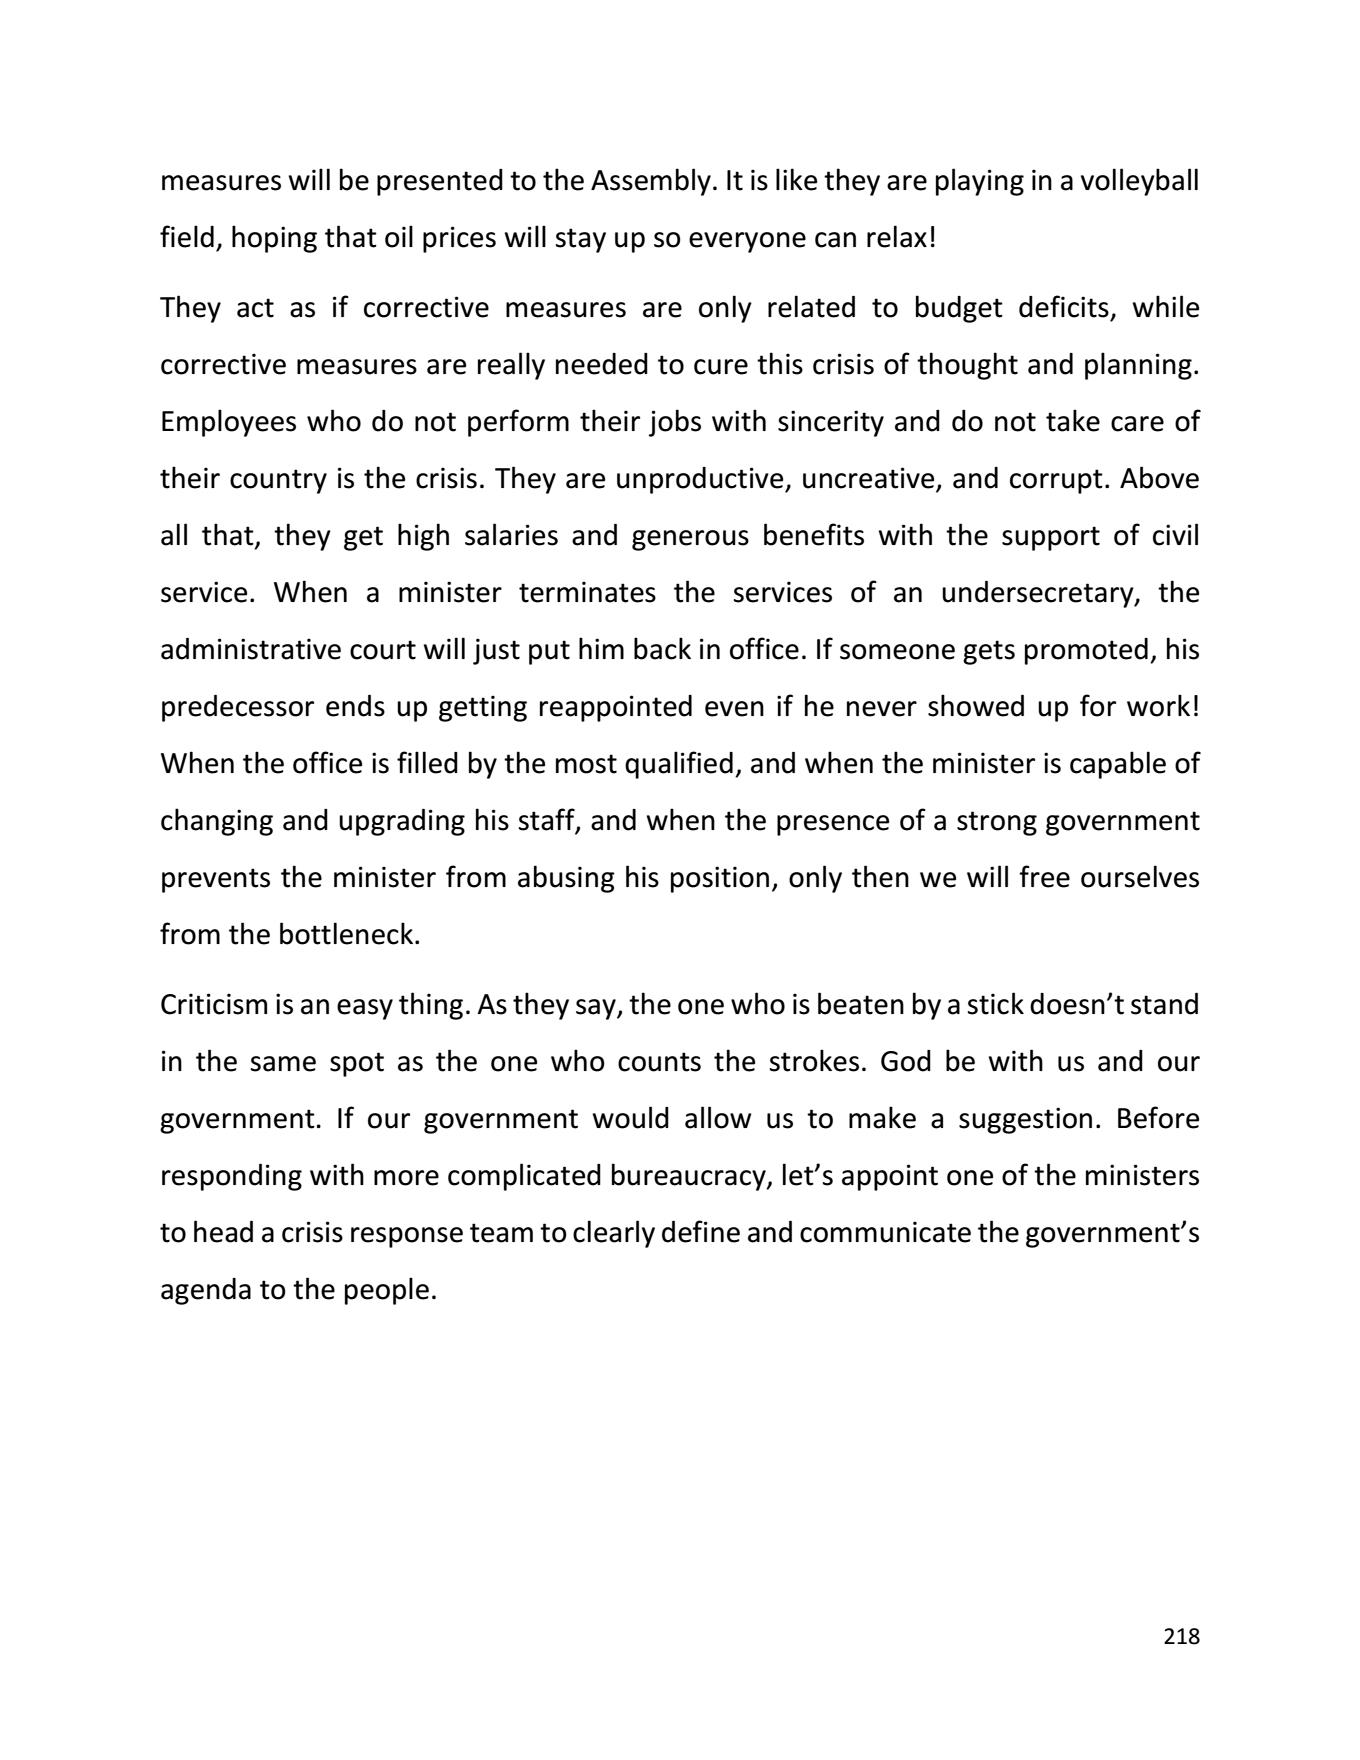 measures will be presented to the Assembly. It is like they are playing in a volleyball
field, hoping that oil prices will stay up so everyone can relax!
They act as if corrective measures are only related to budget deficits, while
corrective measures are really needed to cure this crisis of thought and planning.
Employees who do not perform their jobs with sincerity and do not take care of
their country is the crisis. They are unproductive, uncreative, and corrupt. Above
all that, they get high salaries and generous benefits with the support of civil
service. When a minister terminates the services of an undersecretary, the
administrative court will just put him back in office. If someone gets promoted, his
predecessor ends up getting reappointed even if he never showed up for work!
When the office is filled by the most qualified, and when the minister is capable of
changing and upgrading his staff, and when the presence of a strong government
prevents the minister from abusing his position, only then we will free ourselves
from the bottleneck.
Criticism is an easy thing. As they say, the one who is beaten by a stick doesn’t stand
in the same spot as the one who counts the strokes. God be with us and our
government. If our government would allow us to make a suggestion. Before
responding with more complicated bureaucracy, let’s appoint one of the ministers
to head a crisis response team to clearly define and communicate the government’s
agenda to the people.
218